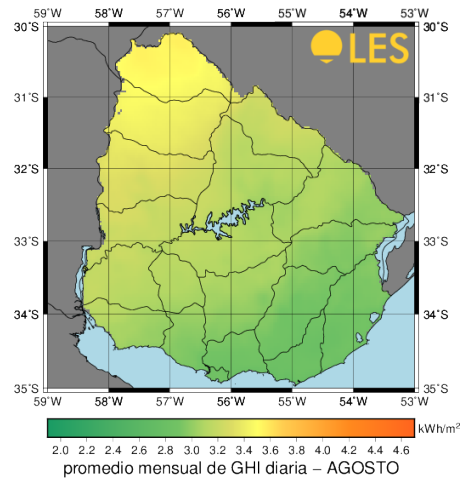 59°W 58°W 57°W 56°W 55°W 54°W 53°W
30°S 30°S
LES
31°S 31°S
32°S 32°S
33°S 33°S
34°S 34°S
35°S 35°S
59°W 58°W 57°W 56°W 55°W 54°W 53°W
kWh/m²
2.0 2.2 2.4 2.6 2.8 3.0 3.2 3.4 3.6 3.8 4.0 4.2 4.4 4.6
promedio mensual de GHI diaria – AGOSTO